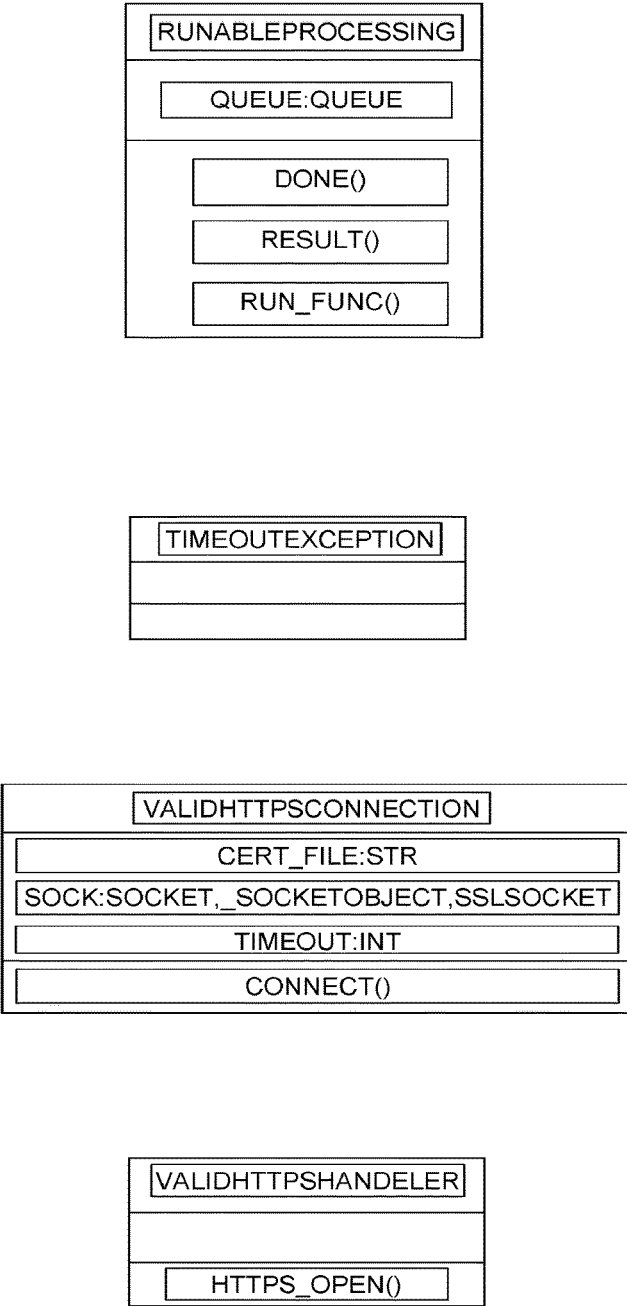 RUNABLEPROCESSING
QUEUE:QUEUE
DONE()
RESULT()
RUN_FUNC()
TIMEOUTEXCEPTION
VALIDHTTPSCONNECTION
CERT_FILE:STR
SOCK:SOCKET,_SOCKETOBJECT,SSLSOCKET
TIMEOUT:INT
CONNECT()
VALIDHTTPSHANDELER
HTTPS_OPEN()